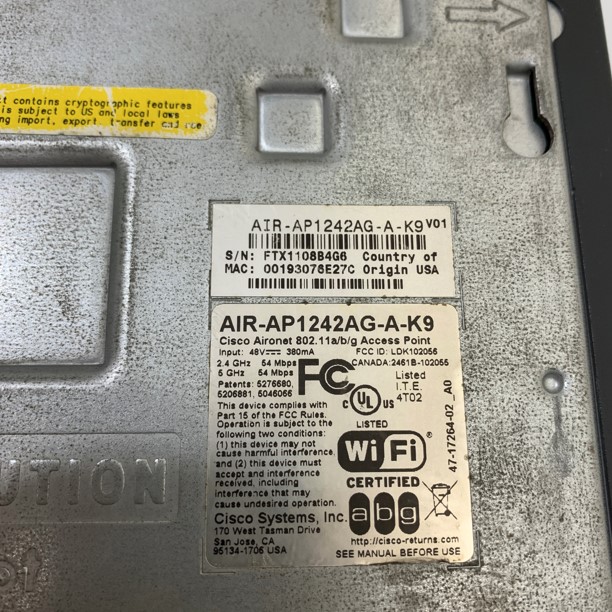 t contains cryptographic features
is subject to US and local laws
ng import, export, transfer and use
AIR-AP1242AG-A-K9 V01
S/N: FTX1108B4G6 Country of
MAC: 00193076E27C Origin USA
AIR-AP1242AG-A-K9
Cisco Aironet 802.11a/b/g Access Point
Input: 48V 380mA FCC ID: LDK102056
2.4 GHz 54 Mbps CANADA:2461B-102055
5 GHz 54 Mbps
Patents: 5276680,
5206881, 5046066
FC
c UL US
LISTED
Listed
I.T.E.
4T02
47-17264-02 _A0
This device complies with
Part 15 of the FCC Rules.
Operation is subject to the
following two conditions:
(1) this device may not
cause harmful interference,
and (2) this device must
accept and interference
received, including
interference that may
cause undesired operation.
Wi Fi ®
CERTIFIED
a b g
Cisco Systems, Inc.
170 West Tasman Drive
San Jose, CA
95134-1706 USA
http://cisco-returns.com
SEE MANUAL BEFORE USE
UTION